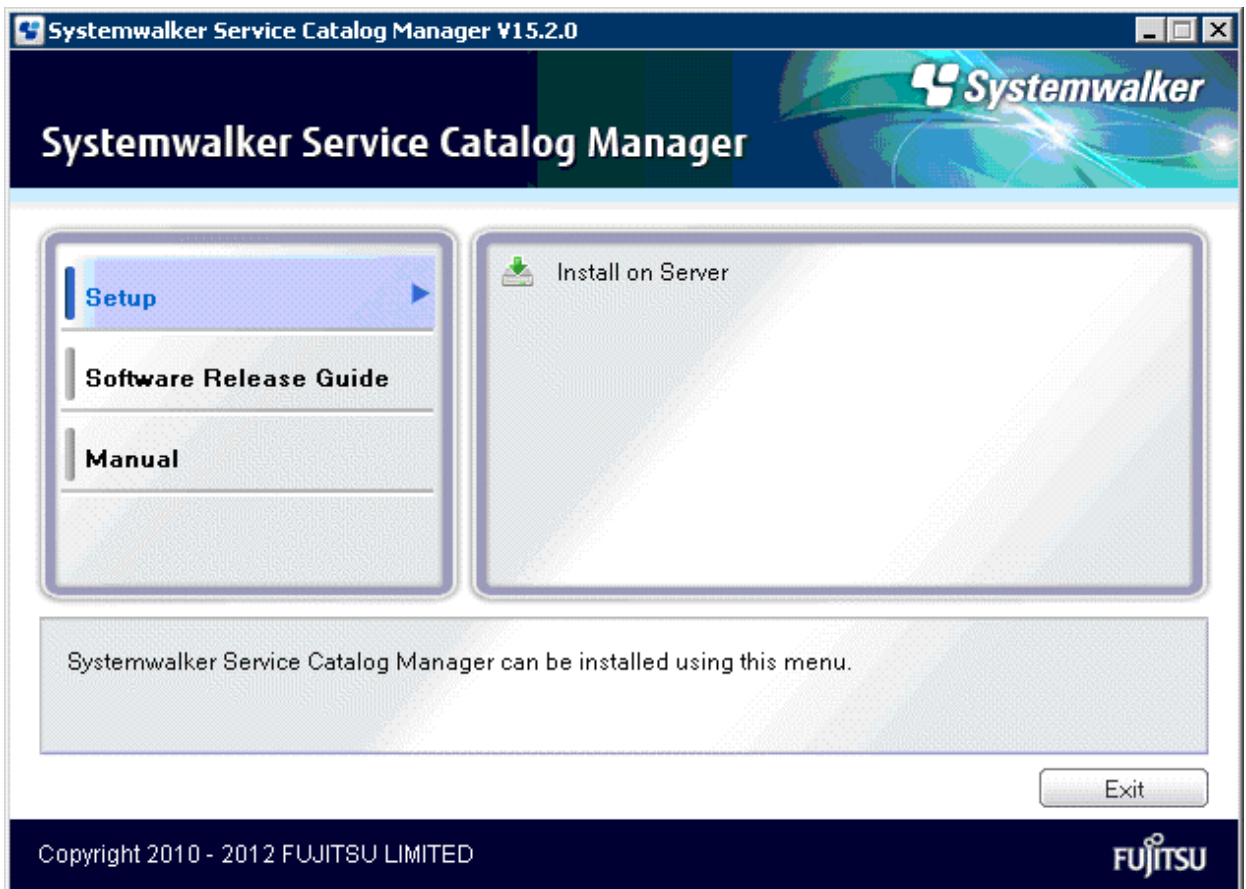 Systemwalker Service Catalog Manager V15.2.0
Systemwalker
Systemwalker Service Catalog Manager
Setup
Install on Server
Software Release Guide
Manual
Systemwalker Service Catalog Manager can be installed using this menu.
Exit
Copyright 2010 - 2012 FUJITSU LIMITED
FUJITSU